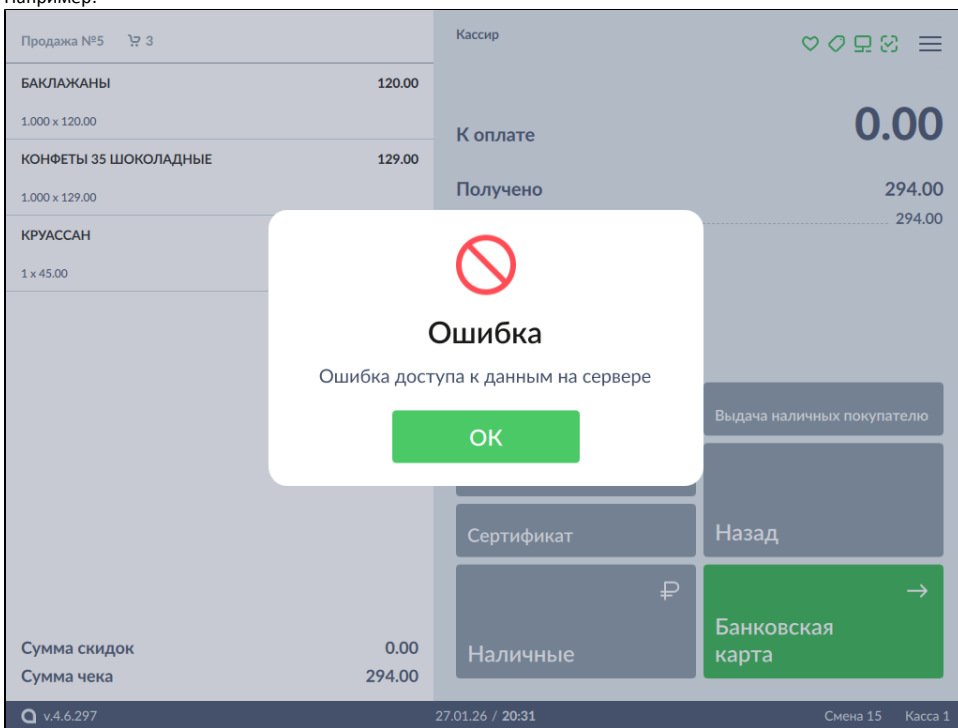 Например:
Продажа №5 3
БАКЛАЖАНЫ 120.00
1.000 x 120.00
КОНФЕТЫ 35 ШОКОЛАДНЫЕ 129.00
1.000 x 129.00
КРУАССАН
1 x 45.00
Сумма скидок 0.00
Сумма чека 294.00
Кассир
К оплате 0.00
Получено 294.00
294.00
Ошибка
Ошибка доступа к данным на сервере
ОК
Выдача наличных покупателю
Сертификат
Назад
₽
Наличные
→
Банковская
карта
v.4.6.297 27.01.26 / 20:31 Смена 15 Касса 1